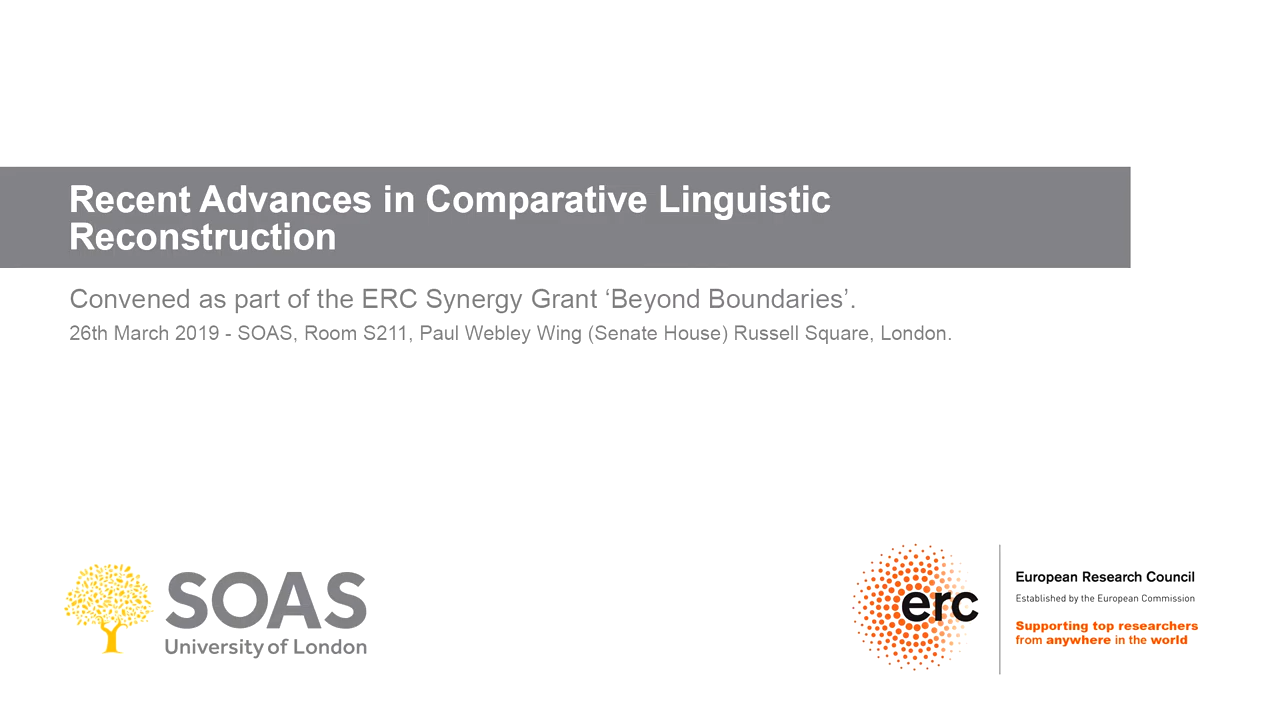 Recent Advances in Comparative Linguistic
Reconstruction
Convened as part of the ERC Synergy Grant ‘Beyond Boundaries’.
26th March 2019 - SOAS, Room S211, Paul Webley Wing (Senate House) Russell Square, London.
SOAS
University of London
erc
European Research Council
Established by the European Commission
Supporting top researchers
from anywhere in the world